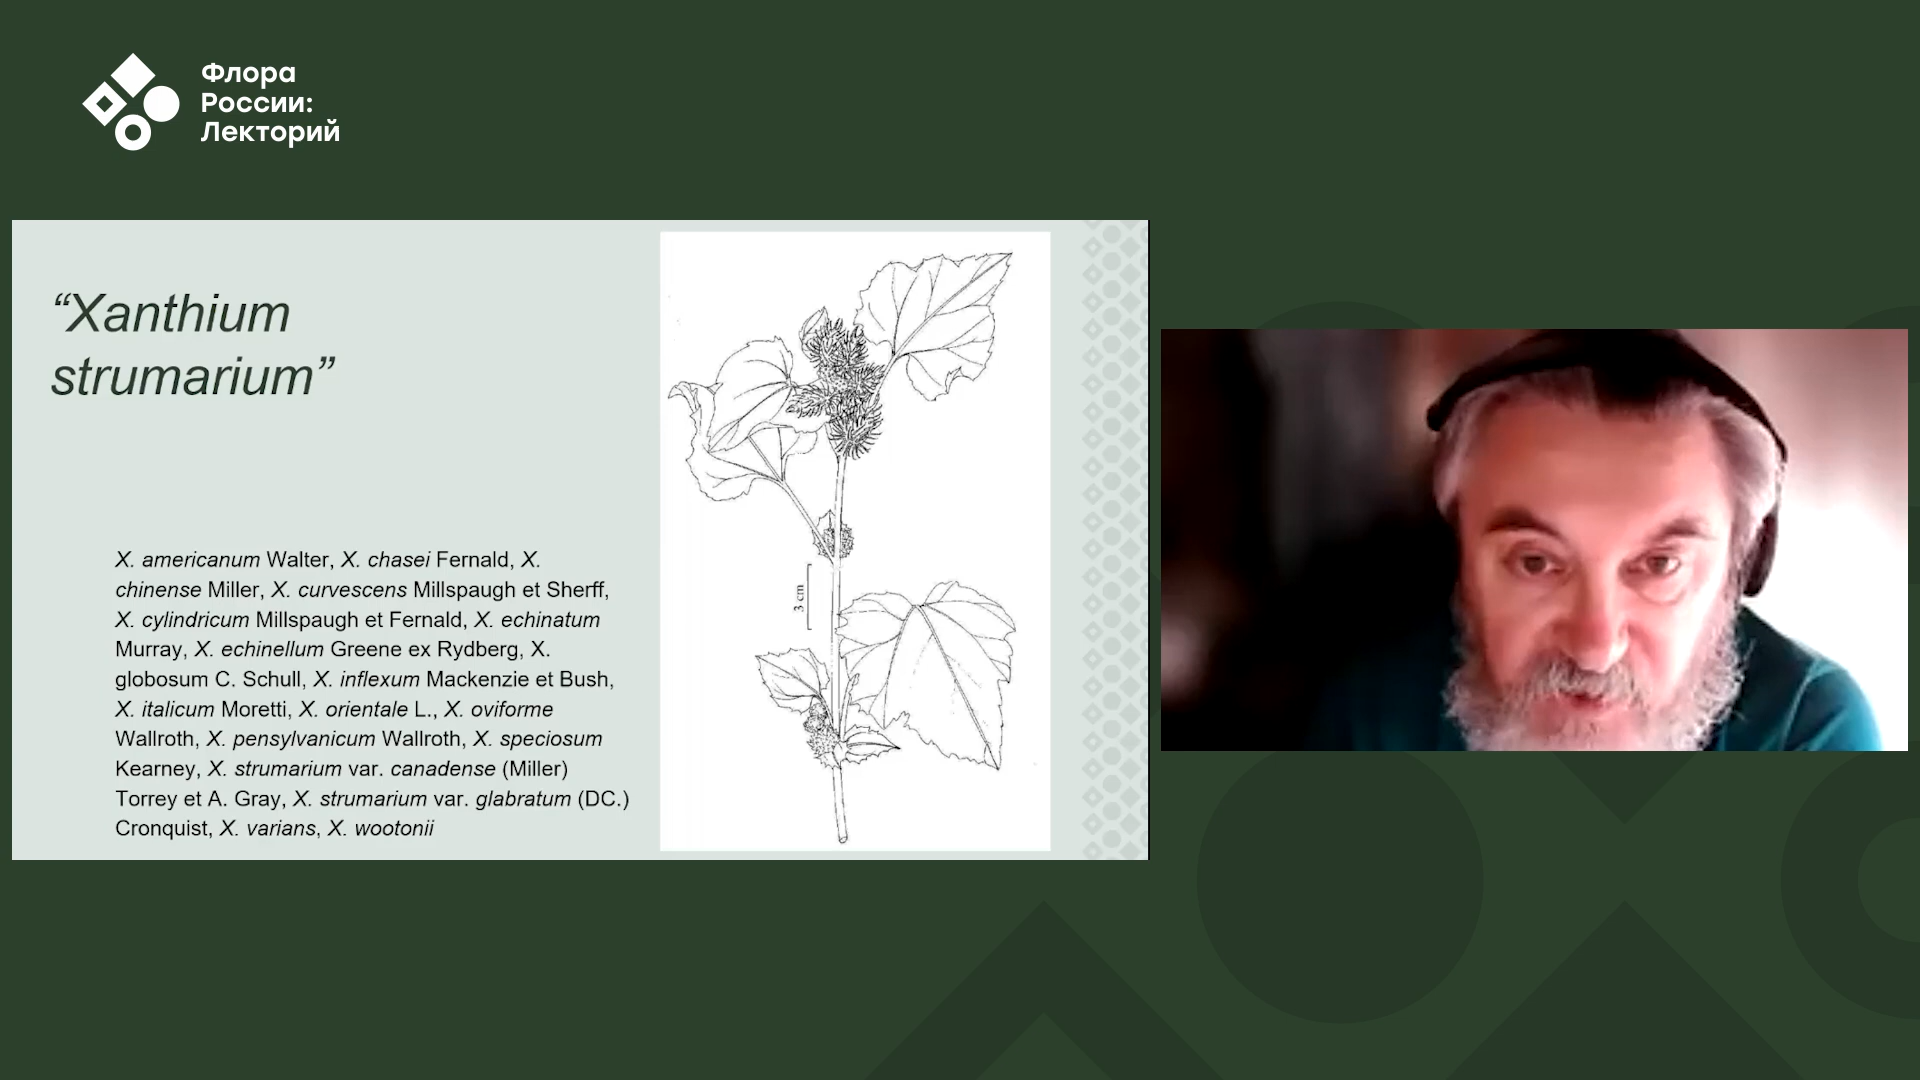 Флора
России:
Лекторий
“Xanthium
strumarium”
X. americanum Walter, X. chasei Fernald, X.
chinense Miller, X. curvescens Millspaugh et Sherff,
X. cylindricum Millspaugh et Fernald, X. echinatum
Murray, X. echinellum Greene ex Rydberg, X.
globosum C. Schull, X. inflexum Mackenzie et Bush,
X. italicum Moretti, X. orientale L., X. oviforme
Wallroth, X. pensylvanicum Wallroth, X. speciosum
Kearney, X. strumarium var. canadense (Miller)
Torrey et A. Gray, X. strumarium var. glabratum (DC.)
Cronquist, X. varians, X. wootonii
3 cm